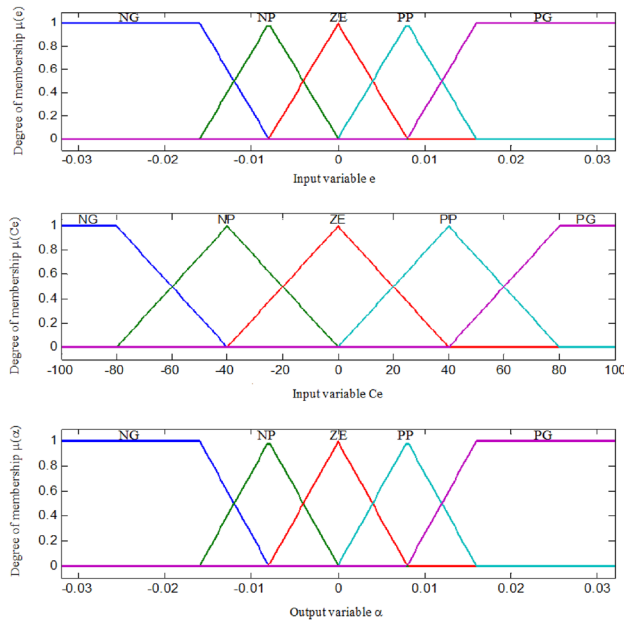 NG NP ZE PP PG
1
0.8
0.6
0.4
0.2
0
Degree of membership μ(e)
-0.03 -0.02 -0.01 0 0.01 0.02 0.03
Input variable e
NG NP ZE PP PG
1
0.8
0.6
0.4
0.2
0
Degree of membership μ(Ce)
-100 -80 -60 -40 -20 0 20 40 60 80 100
Input variable Ce
NG NP ZE PP PG
1
0.8
0.6
0.4
0.2
0
Degree of membership μ(α)
-0.03 -0.02 -0.01 0 0.01 0.02 0.03
Output variable α